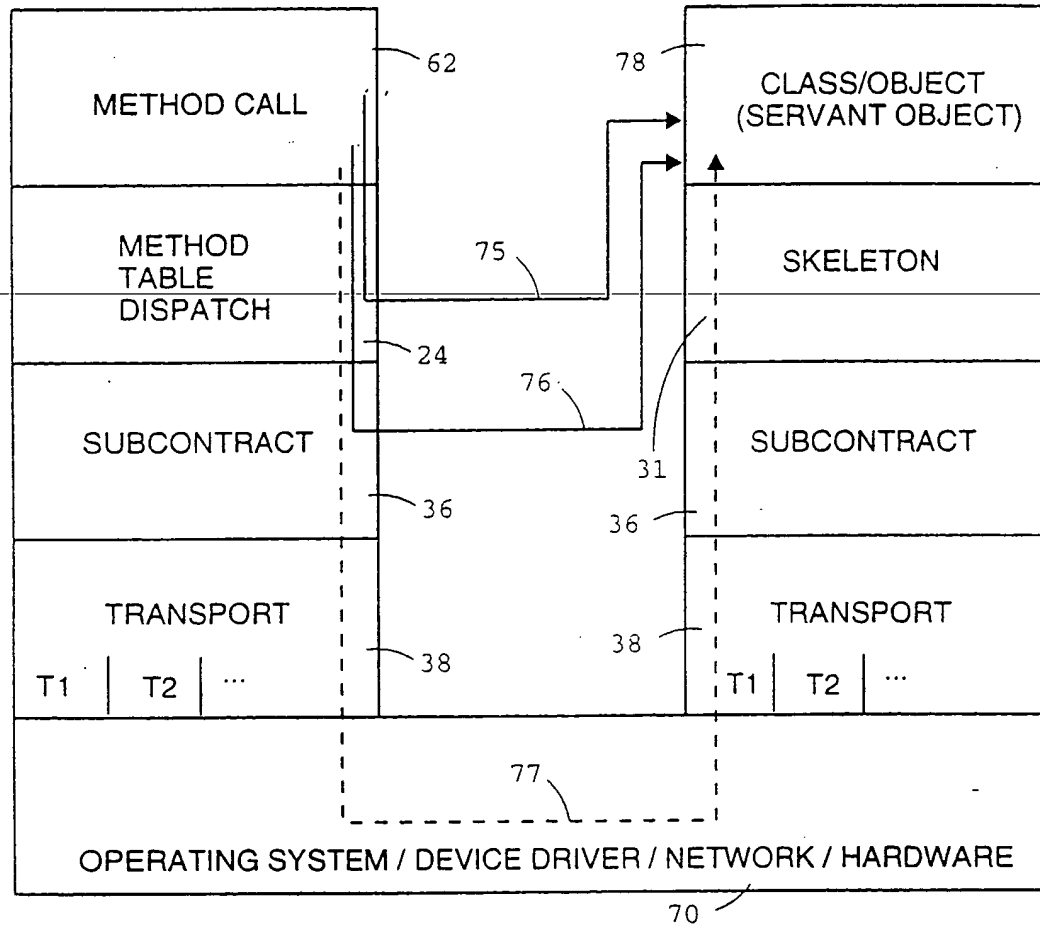 62
METHOD CALL
METHOD
TABLE
DISPATCH
24
SUBCONTRACT
36
TRANSPORT
38
T1 T2 ...
75
76
77
78
CLASS/OBJECT
(SERVANT OBJECT)
SKELETON
31
SUBCONTRACT
36
TRANSPORT
38
T1 T2 ...
OPERATING SYSTEM / DEVICE DRIVER / NETWORK / HARDWARE
70